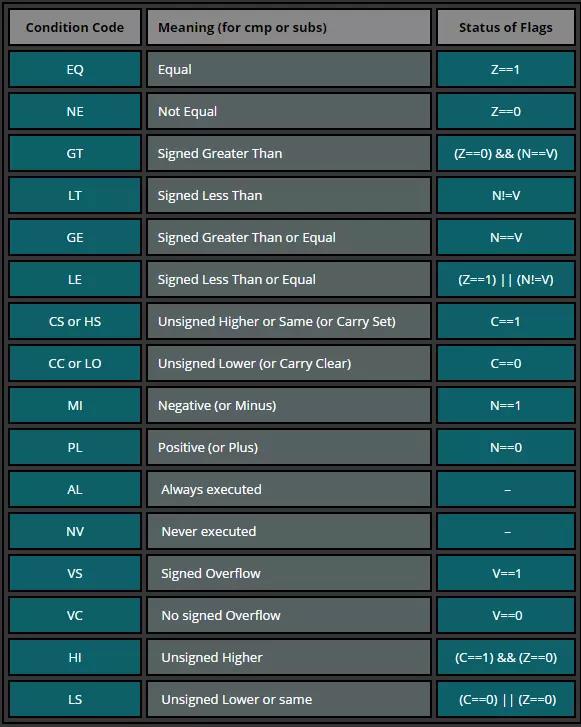 Condition Code Meaning (for cmp or subs) Status of Flags
EQ Equal Z==1
NE Not Equal Z==0
GT Signed Greater Than (Z==0) && (N==V)
LT Signed Less Than N!=V
GE Signed Greater Than or Equal N==V
LE Signed Less Than or Equal (Z==1) || (N!=V)
CS or HS Unsigned Higher or Same (or Carry Set) C==1
CC or LO Unsigned Lower (or Carry Clear) C==0
MI Negative (or Minus) N==1
PL Positive (or Plus) N==0
AL Always executed –
NV Never executed –
VS Signed Overflow V==1
VC No signed Overflow V==0
HI Unsigned Higher (C==1) && (Z==0)
LS Unsigned Lower or same (C==0) || (Z==0)